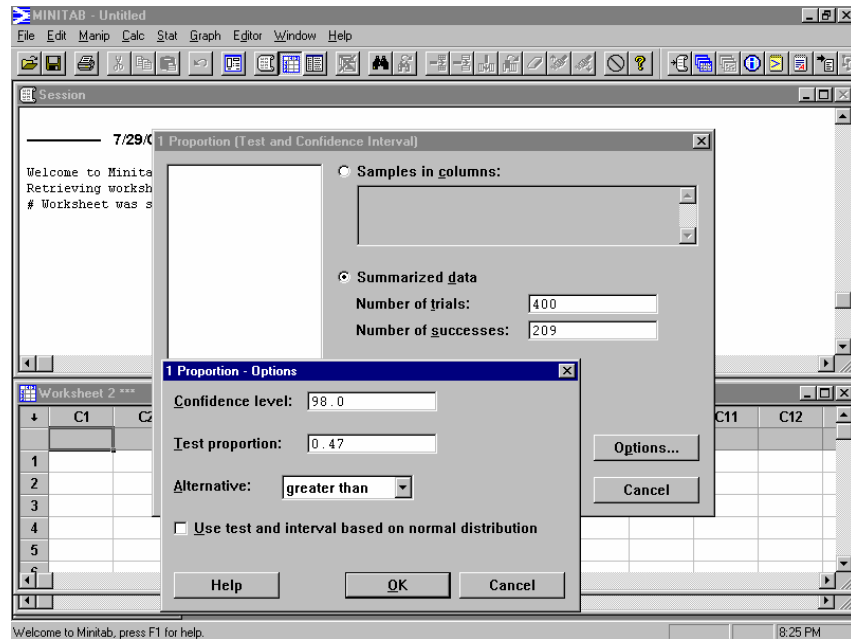 MINITAB - Untitled
File Edit Manip Calc Stat Graph Editor Window Help
Session
7/29/0
Welcome to Minita
Retrieving worksh
# Worksheet was s
1 Proportion (Test and Confidence Interval)
Samples in columns:
Summarized data
Number of trials: 400
Number of successes: 209
Options...
Cancel
1 Proportion - Options
Confidence level: 98.0
Test proportion: 0.47
Alternative: greater than
Use test and interval based on normal distribution
Help OK Cancel
Worksheet 2 ***
C1 C2 C11 C12
1
2
3
4
5
6
Welcome to Minitab, press F1 for help. 8:25 PM